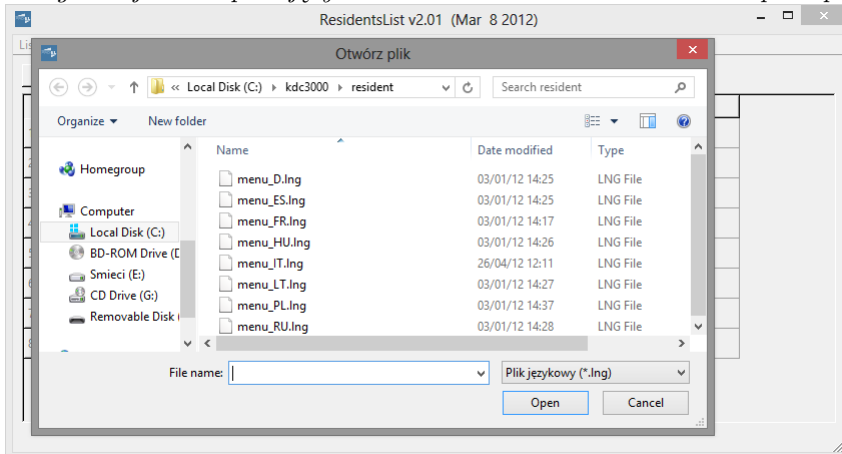 ResidentsList v2.01 (Mar 8 2012)
Otwórz plik
« Local Disk (C:) kdc3000 resident
Search resident
Organize
New folder
Name Date modified Type
Homegroup
Computer
Local Disk (C:)
BD-ROM Drive (D
Smieci (E:)
CD Drive (G:)
Removable Disk
menu_D.lng 03/01/12 14:25 LNG File
menu_ES.lng 03/01/12 14:25 LNG File
menu_FR.lng 03/01/12 14:17 LNG File
menu_HU.lng 03/01/12 14:26 LNG File
menu_IT.lng 26/04/12 12:11 LNG File
menu_LT.lng 03/01/12 14:27 LNG File
menu_PL.lng 03/01/12 14:37 LNG File
menu_RU.lng 03/01/12 14:28 LNG File
File name:
Plik językowy (*.lng)
Open Cancel